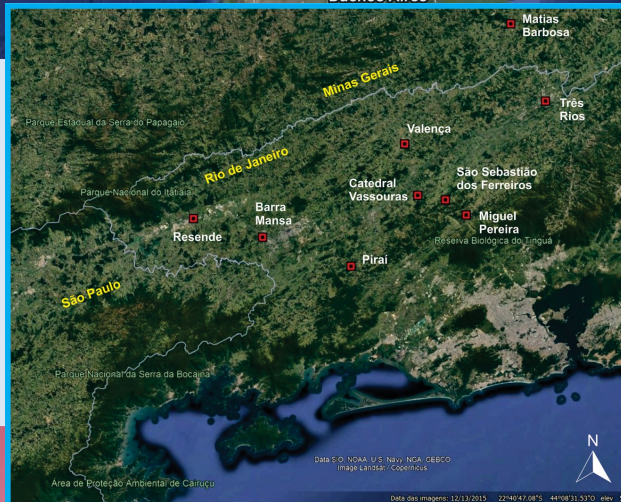 Buenos Aires
Matias
Barbosa
Minas Gerais
Três
Rios
Parque Estadual da Serra do Papagaio
Valença
Rio de Janeiro
São Sebastião
dos Ferreiros
Catedral
Vassouras
Parque Nacional do Itatiaia
Barra
Mansa
Miguel
Pereira
Resende
Reserva Biológica do Tinguá
Piraí
São Paulo
Parque Nacional da Serra da Bocaina
N
Data SIO, NOAA, U.S. Navy, NGA, GEBCO
Image Landsat / Copernicus
Área de Proteção Ambiental de Cairuçu
Data das imagens: 12/13/2015 22°40'47.08"S 44°08'31.53"O elev